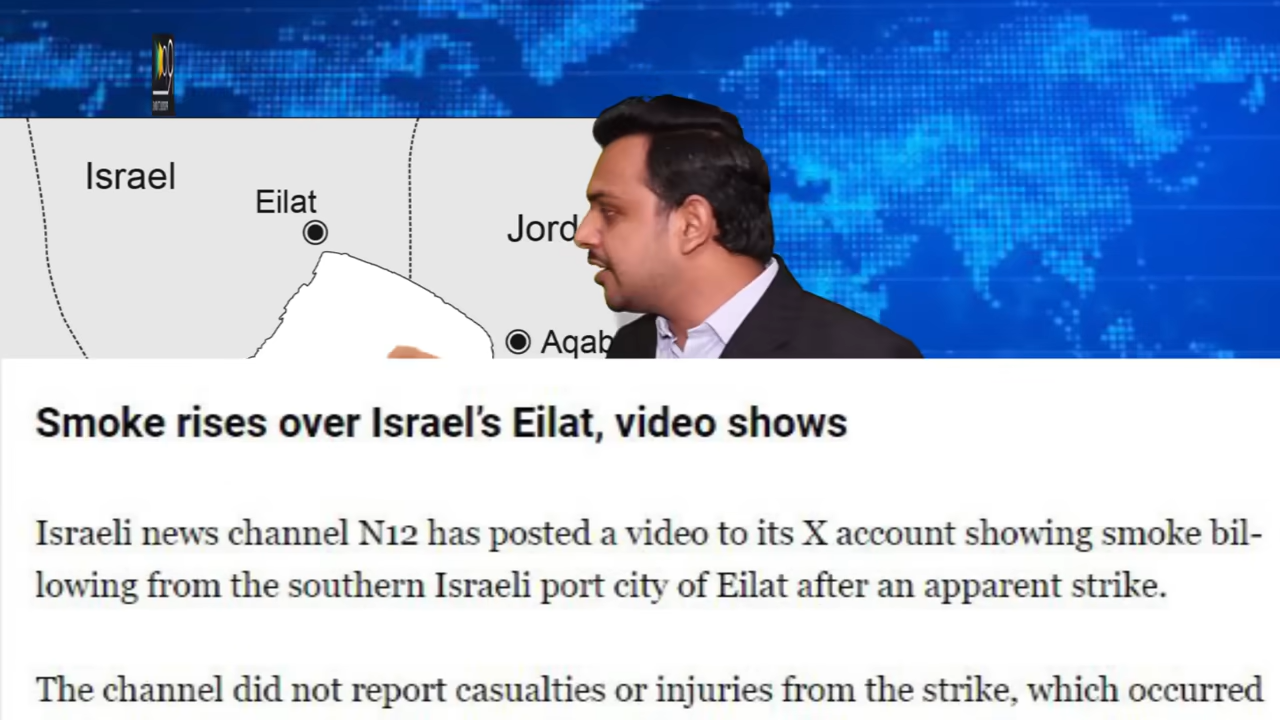 Israel
Eilat
Jord
Aqab
Smoke rises over Israel’s Eilat, video shows
Israeli news channel N12 has posted a video to its X account showing smoke bil-
lowing from the southern Israeli port city of Eilat after an apparent strike.
The channel did not report casualties or injuries from the strike, which occurred